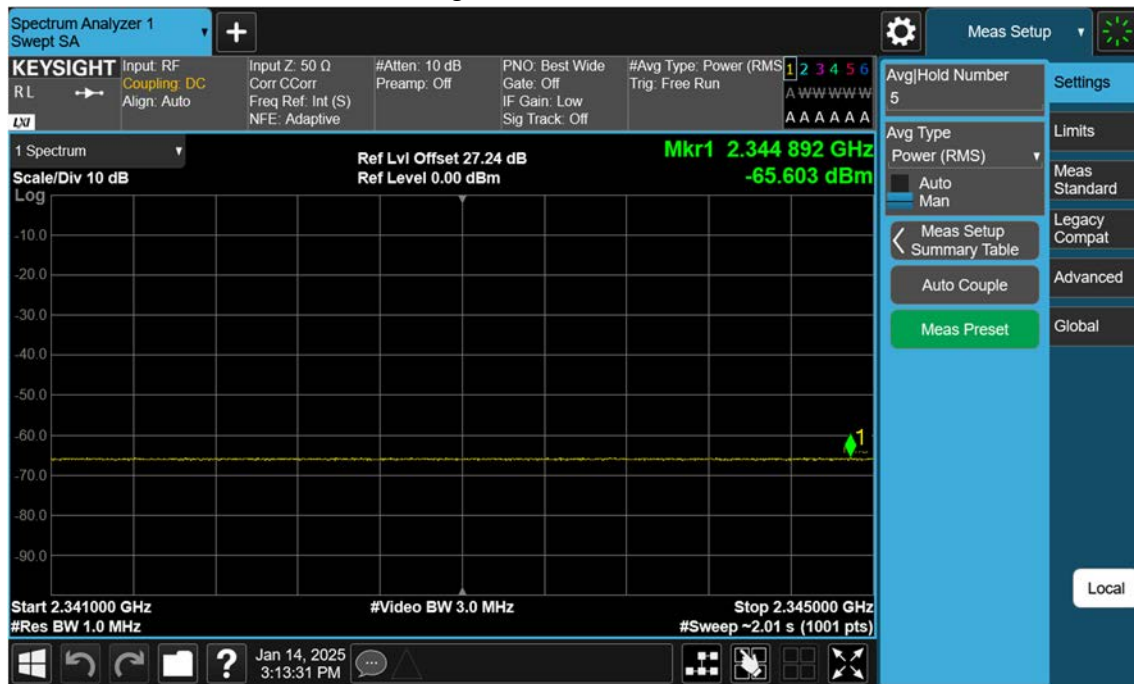 Spectrum Analyzer 1
Swept SA
Meas Setup
KEYSIGHT
R L
LXI
Input: RF
Coupling: DC
Align: Auto
Input Z: 50 Ω
Corr CCorr
Freq Ref: Int (S)
NFE: Adaptive
#Atten: 10 dB
Preamp: Off
PNO: Best Wide
Gate: Off
IF Gain: Low
Sig Track: Off
#Avg Type: Power (RMS
Trig: Free Run
1 2 3 4 5 6
A W W W W W
A A A A A A
1 Spectrum
Scale/Div 10 dB
Log
Ref Lvl Offset 27.24 dB
Ref Level 0.00 dBm
Mkr1 2.344 892 GHz
-65.603 dBm
-10.0
-20.0
-30.0
-40.0
-50.0
-60.0
-70.0
-80.0
-90.0
1
Start 2.341000 GHz
#Res BW 1.0 MHz
#Video BW 3.0 MHz
Stop 2.345000 GHz
#Sweep ~2.01 s (1001 pts)
Avg|Hold Number
5
Avg Type
Power (RMS)
Auto
Man
Meas Setup
Summary Table
Auto Couple
Meas Preset
Settings
Limits
Meas
Standard
Legacy
Compat
Advanced
Global
Local
?
Jan 14, 2025
3:13:31 PM